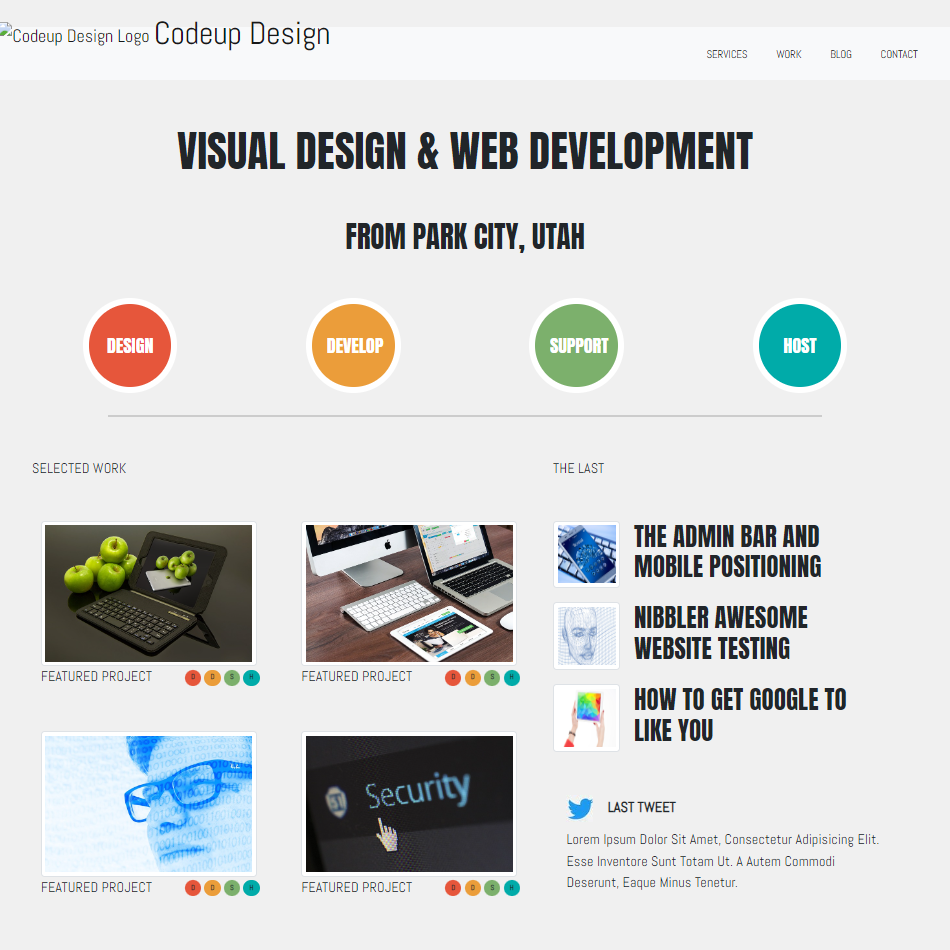 Codeup Design Logo Codeup Design
SERVICES WORK BLOG CONTACT
VISUAL DESIGN & WEB DEVELOPMENT
FROM PARK CITY, UTAH
DESIGN DEVELOP SUPPORT HOST
SELECTED WORK
FEATURED PROJECT D D S H
FEATURED PROJECT D D S H
FEATURED PROJECT D D S H
Security
FEATURED PROJECT D D S H
THE LAST
THE ADMIN BAR AND
MOBILE POSITIONING
NIBBLER AWESOME
WEBSITE TESTING
HOW TO GET GOOGLE TO
LIKE YOU
LAST TWEET
Lorem Ipsum Dolor Sit Amet, Consectetur Adipisicing Elit.
Esse Inventore Sunt Totam Ut. A Autem Commodi
Deserunt, Eaque Minus Tenetur.